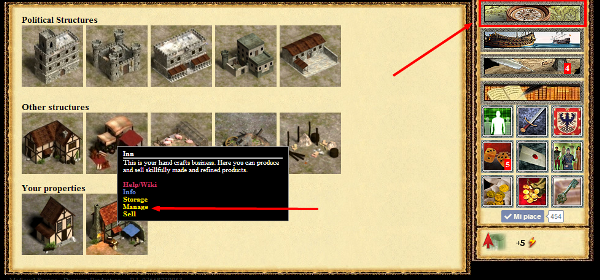 Political Structures
4
Other structures
Inn
This is your hand crafts business. Here you can produce
and sell skillfully made and refined products.
Help/Wiki
Info
Storage
Manage
Sell
5
Your properties
Mi piace
454
+5